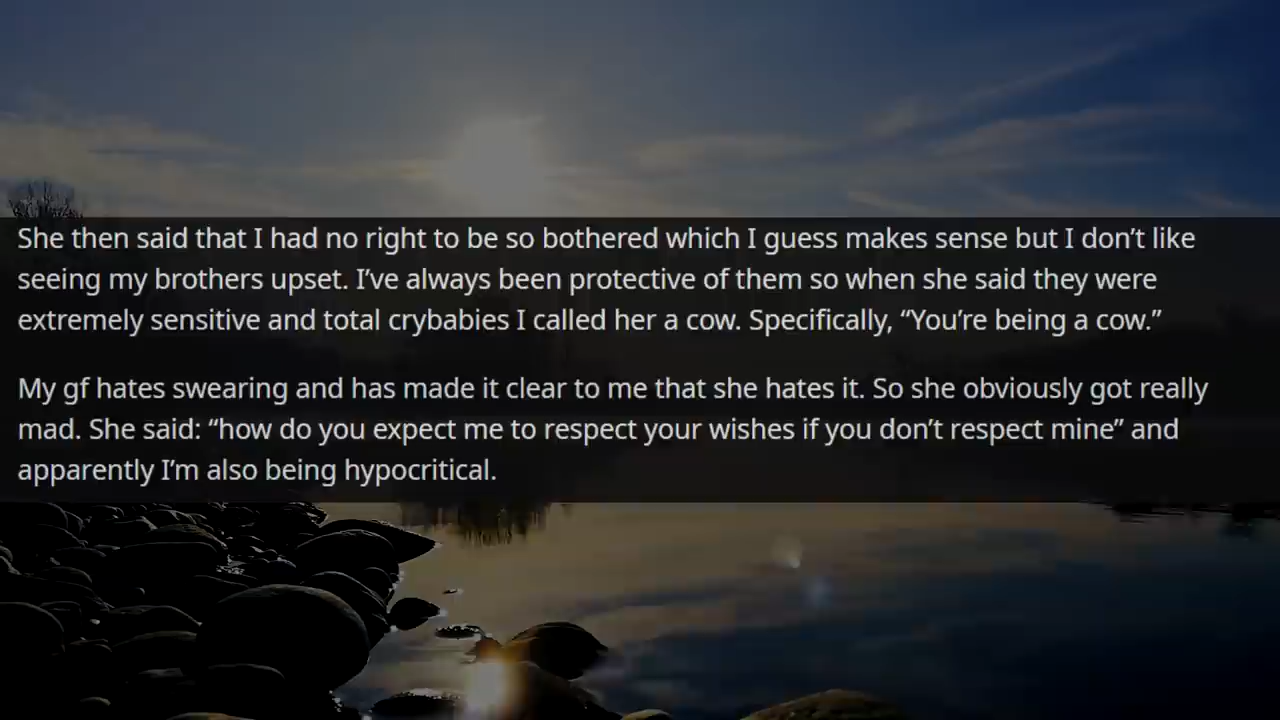 She then said that I had no right to be so bothered which I guess makes sense but I don’t like
seeing my brothers upset. I’ve always been protective of them so when she said they were
extremely sensitive and total crybabies I called her a cow. Specifically, “You’re being a cow.”
My gf hates swearing and has made it clear to me that she hates it. So she obviously got really
mad. She said: “how do you expect me to respect your wishes if you don’t respect mine” and
apparently I’m also being hypocritical.